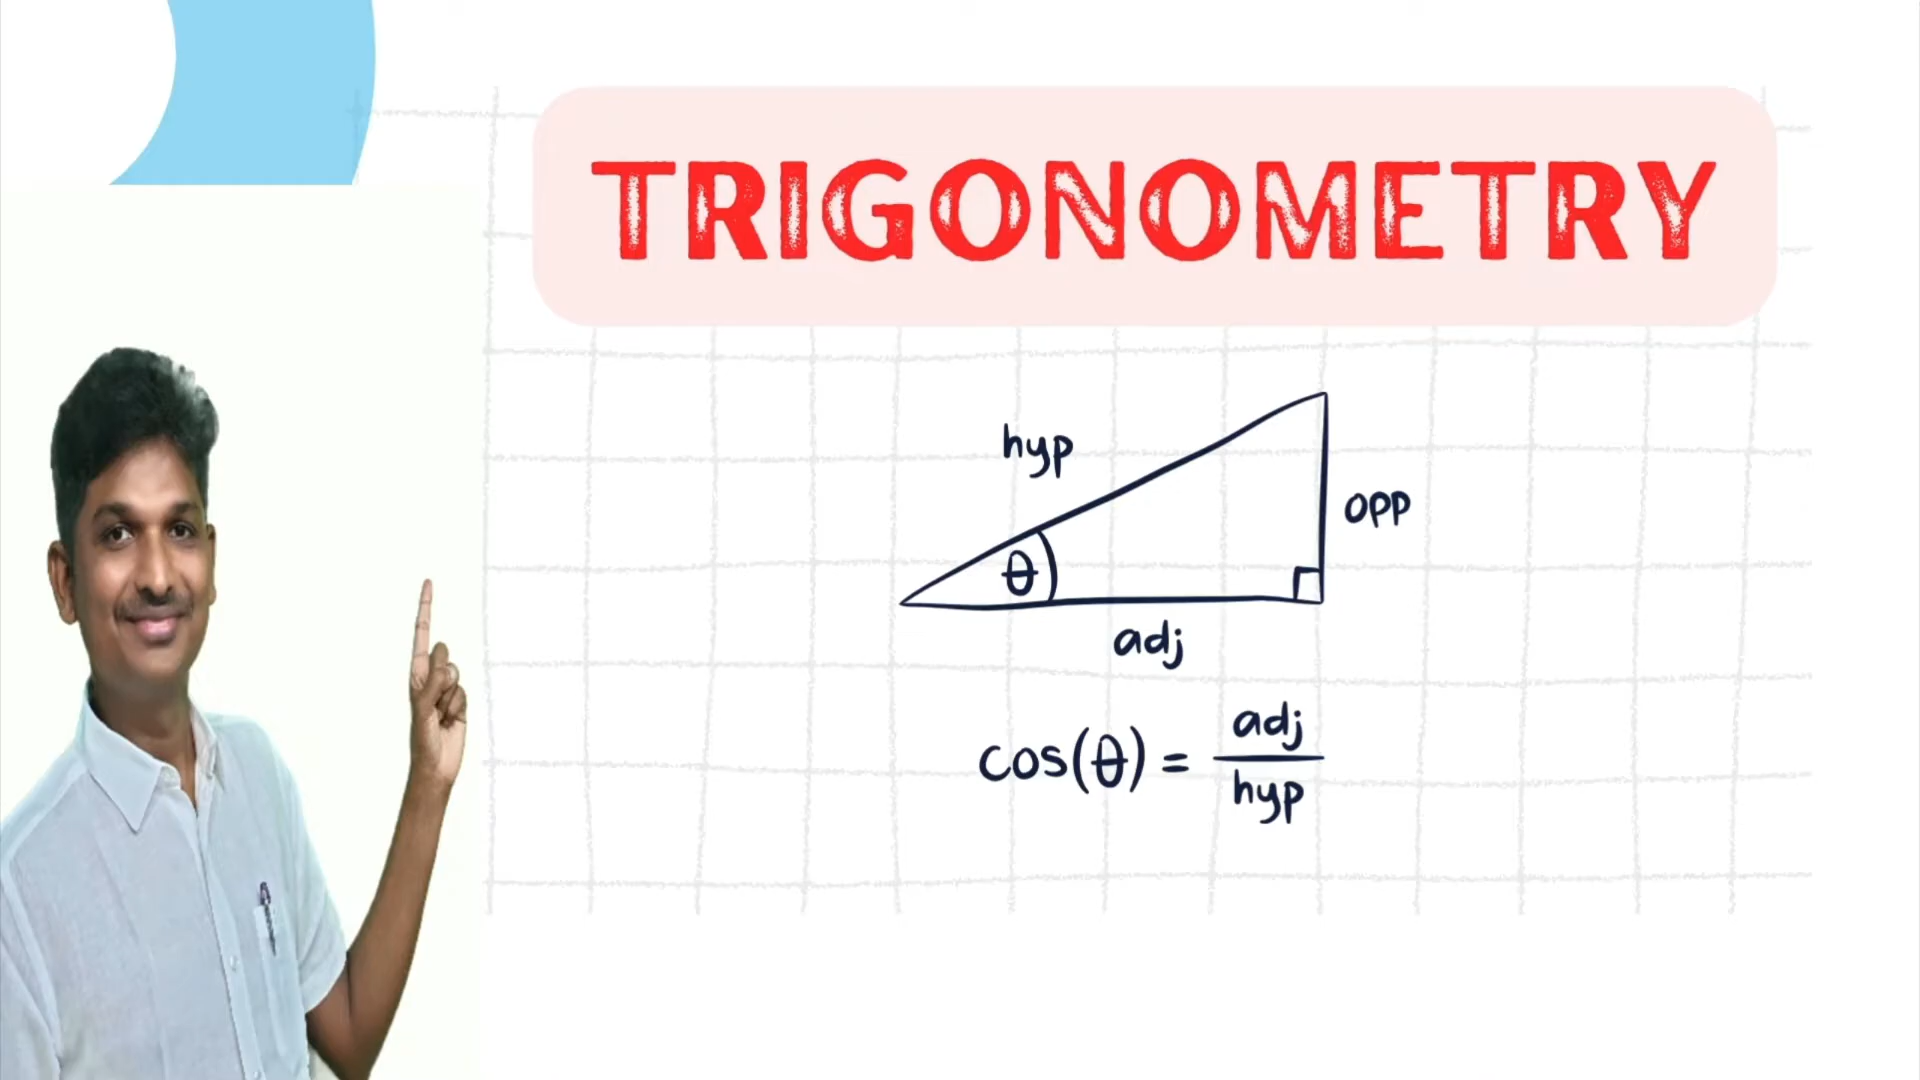 TRIGONOMETRY
hyp
opp
θ
adj
cos(θ) = adj/hyp